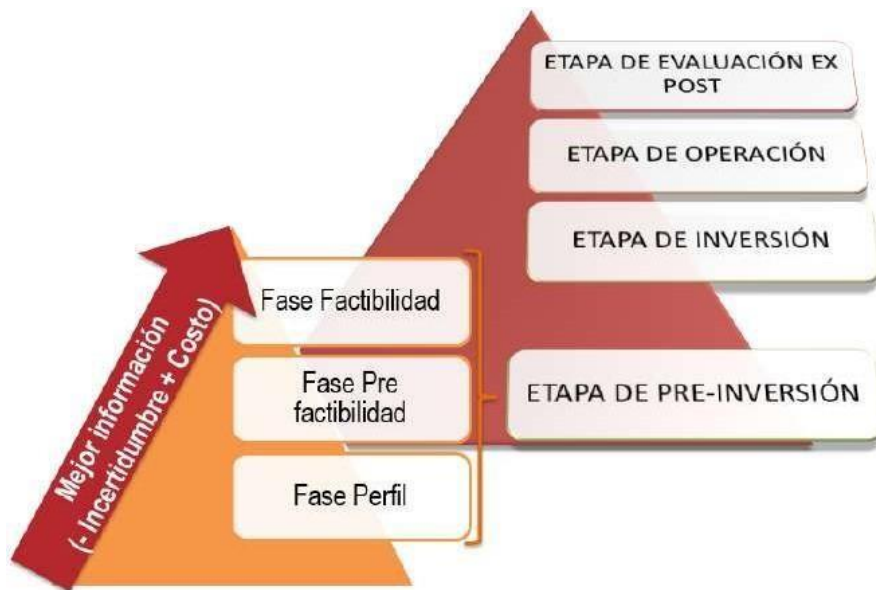 ETAPA DE EVALUACIÓN EX
POST
ETAPA DE OPERACIÓN
ETAPA DE INVERSIÓN
ETAPA DE PRE-INVERSIÓN
Fase Factibilidad
Fase Pre
factibilidad
Fase Perfil
Mejor información
(- Incertidumbre + Costo)